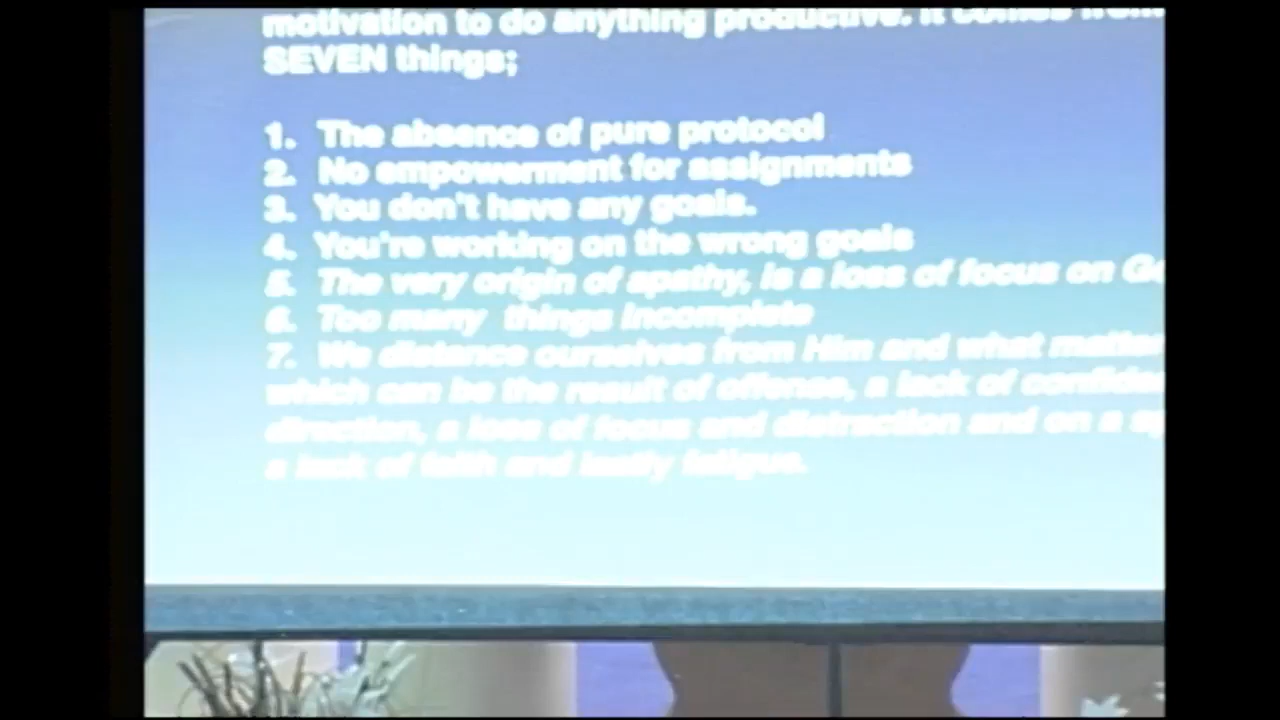 motivation to do anything productive. It comes from
SEVEN things;
1. The absence of pure protocol
2. No empowerment for assignments
3. You don't have any goals.
4. You're working on the wrong goals
5. The very origin of apathy, is a loss of focus on
6. Too many things incomplete
7. We distance ourselves from Him and what
which can be the result of offense, a lack of
direction, a loss of focus and distraction and on a
a lack of faith and lastly fatigue.